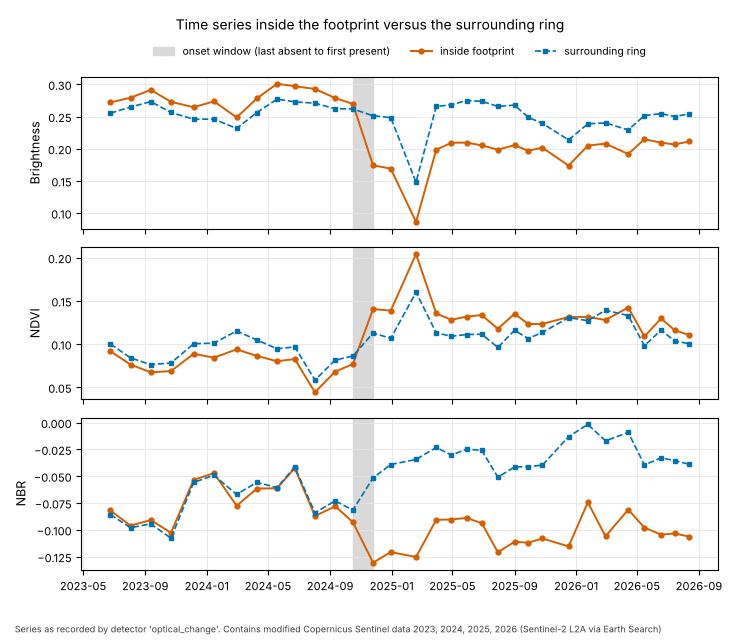 Time series inside the footprint versus the surrounding ring
onset window (last absent to first present) inside footprint surrounding ring
0.30
0.25
0.20
0.15
0.10
Brightness
0.20
0.15
0.10
0.05
NDVI
0.000
−0.025
−0.050
−0.075
−0.100
−0.125
NBR
2023-05 2023-09 2024-01 2024-05 2024-09 2025-01 2025-05 2025-09 2026-01 2026-05 2026-09
Series as recorded by detector 'optical_change'. Contains modified Copernicus Sentinel data 2023, 2024, 2025, 2026 (Sentinel-2 L2A via Earth Search)